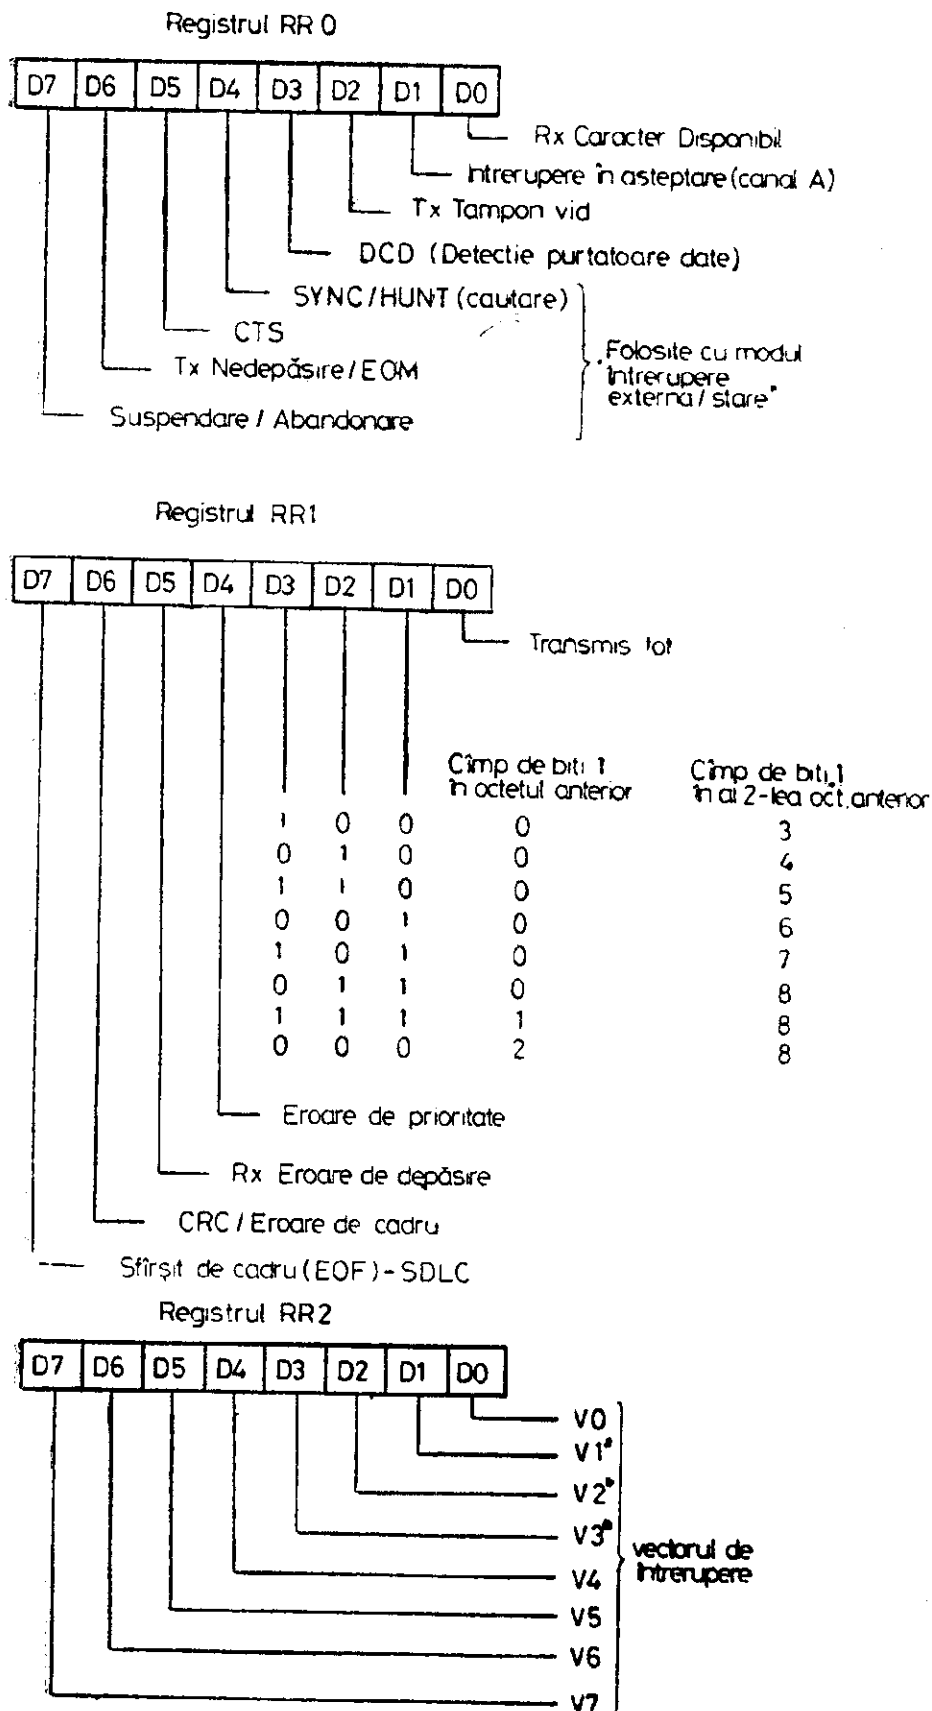 Registrul RR 0
D7 D6 D5 D4 D3 D2 D1 D0
Rx Caracter Disponibil
Intrerupere în asteptare (canal A)
Tx Tampon vid
DCD (Detectie purtatoare date)
SYNC/HUNT (cautare)
CTS
Tx Nedepăsire/EOM
Suspendare / Abandonare
Folosite cu modul
întrerupere
externa / stare"
Registrul RR1
D7 D6 D5 D4 D3 D2 D1 D0
Transmis tot
Cîmp de biti 1
în octetul anterior
Cîmp de biti 1
în al 2-lea oct. anterior
1 0 0 0 3
0 1 0 0 4
1 1 0 0 5
0 0 1 0 6
1 0 1 0 7
0 1 1 0 8
1 1 1 1 8
0 0 0 2 8
Eroare de prioritate
Rx Eroare de depăsire
CRC / Eroare de cadru
Sfîrşit de cadru (EOF) - SDLC
Registrul RR2
D7 D6 D5 D4 D3 D2 D1 D0
V0
V1*
V2*
V3*
V4
V5
V6
V7
vectorul de
întrerupere